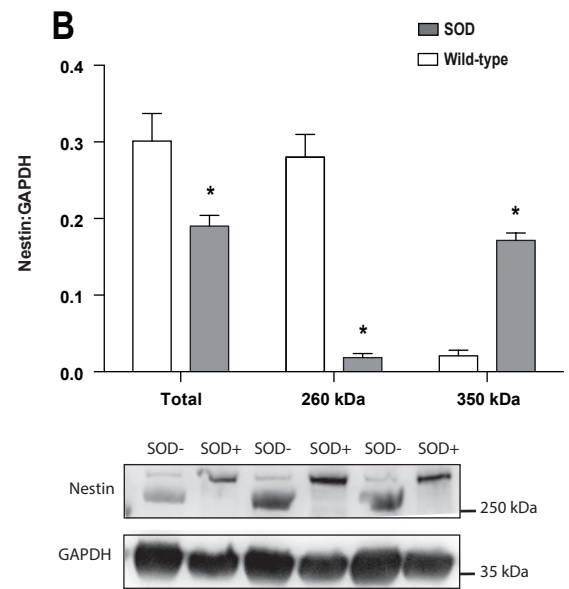 B
SOD
Wild-type
Nestin:GAPDH
0.4
0.3
0.2
0.1
0.0
*
*
*
Total 260 kDa 350 kDa
SOD- SOD+ SOD- SOD+ SOD- SOD+
Nestin
250 kDa
GAPDH
35 kDa